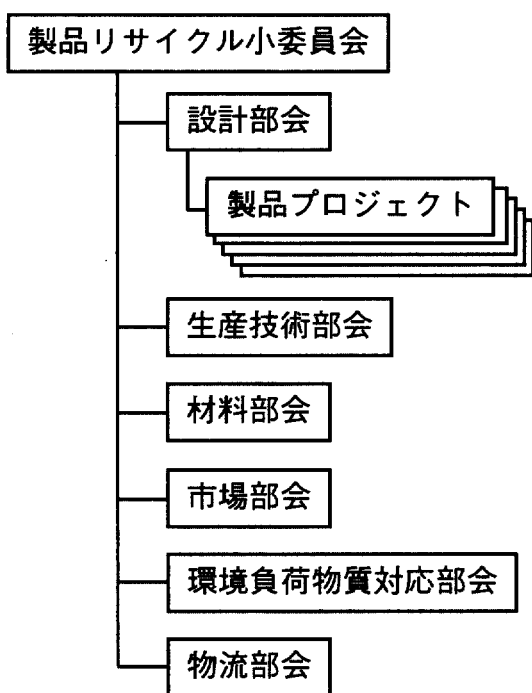 製品リサイクル小委員会
設計部会
製品プロジェクト
生産技術部会
材料部会
市場部会
環境負荷物質対応部会
物流部会